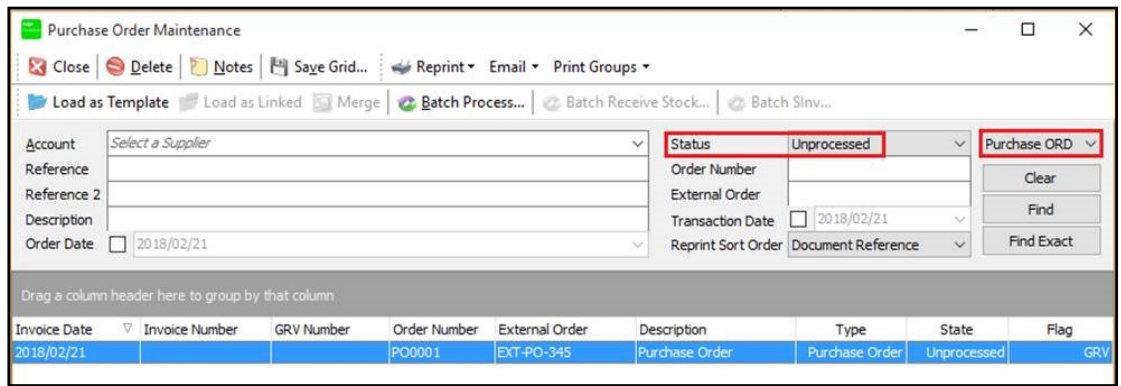 Purchase Order Maintenance
Close Delete Notes Save Grid... Reprint Email Print Groups
Load as Template Load as Linked Merge Batch Process... Batch Receive Stock... Batch SInv...
Account Select a Supplier Status Unprocessed Purchase ORD
Reference Order Number Clear
Reference 2 External Order
Description Transaction Date 2018/02/21 Find
Order Date 2018/02/21 Reprint Sort Order Document Reference Find Exact
Drag a column header here to group by that column
Invoice Date Invoice Number GRV Number Order Number External Order Description Type State Flag
2018/02/21 PO0001 EXT-PO-345 Purchase Order Purchase Order Unprocessed GRV